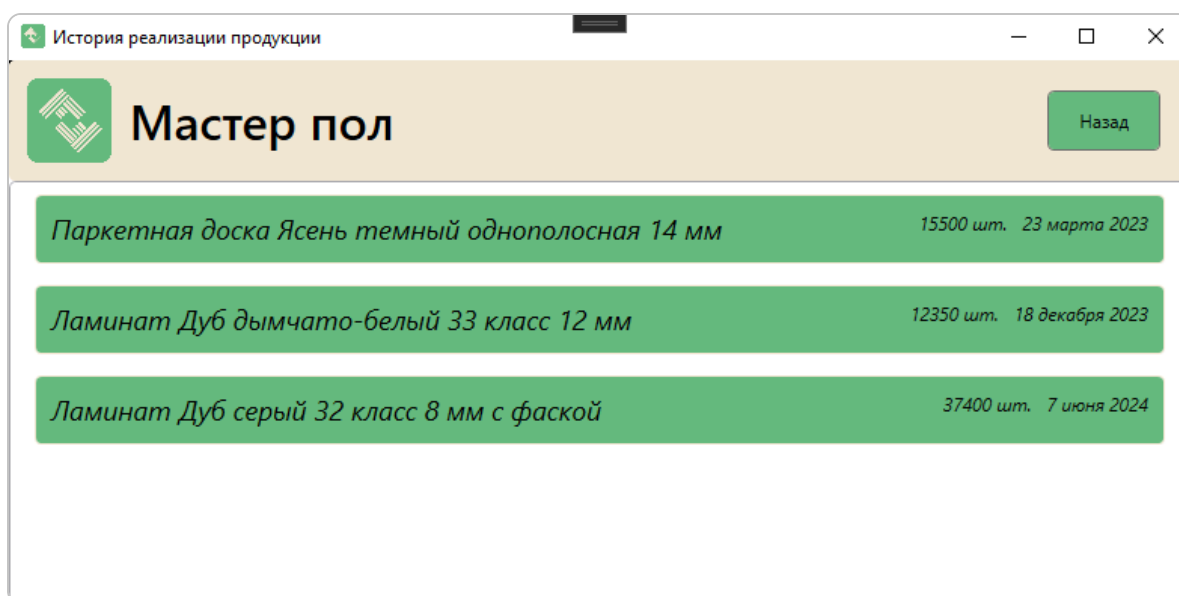 История реализации продукции
Мастер пол
Назад
Паркетная доска Ясень темный однополосная 14 мм 15500 шт. 23 марта 2023
Ламинат Дуб дымчато-белый 33 класс 12 мм 12350 шт. 18 декабря 2023
Ламинат Дуб серый 32 класс 8 мм с фаской 37400 шт. 7 июня 2024